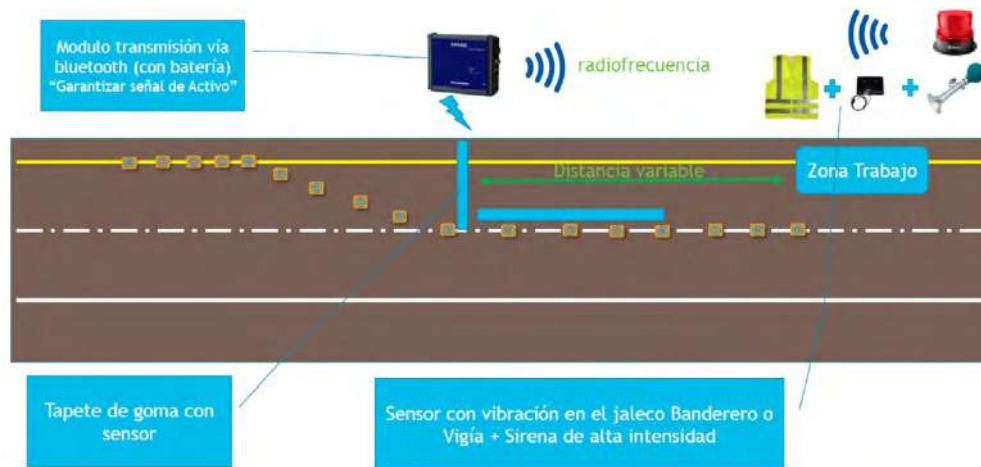 Modulo transmisión vía
bluetooth (con batería)
"Garantizar señal de Activo"
radiofrecuencia
Distancia variable
Zona Trabajo
Tapete de goma con
sensor
Sensor con vibración en el jaleco Banderero o
Vigía + Sirena de alta intensidad